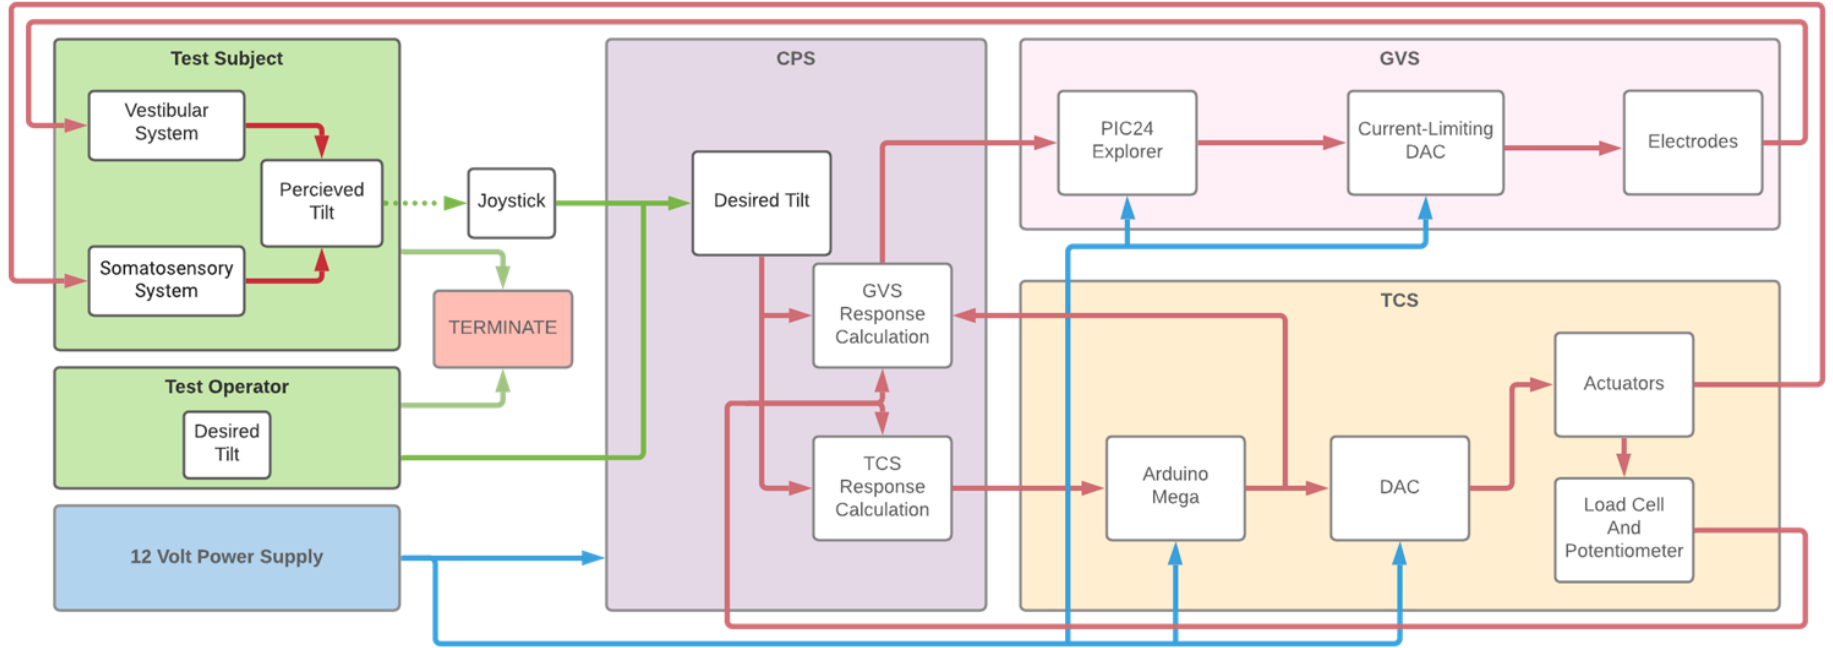 Test Subject
Vestibular
System
Percieved
Tilt
Somatosensory
System
Joystick
TERMINATE
Test Operator
Desired
Tilt
12 Volt Power Supply
CPS
Desired Tilt
GVS
Response
Calculation
TCS
Response
Calculation
GVS
PIC24
Explorer
Current-Limiting
DAC
Electrodes
TCS
Arduino
Mega
DAC
Actuators
Load Cell
And
Potentiometer